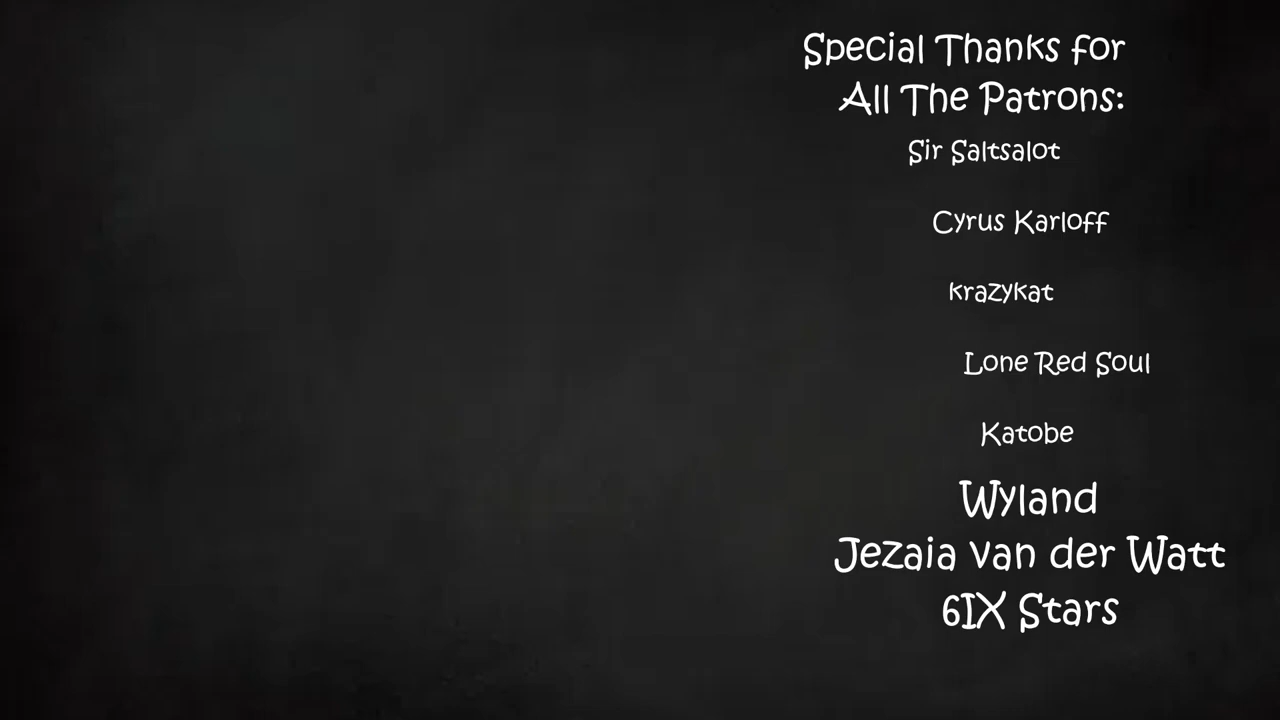 Special Thanks for
All The Patrons:
Sir Saltsalot
Cyrus Karloff
krazykat
Lone Red Soul
Katobe
Wyland
Jezaia van der Watt
6IX Stars